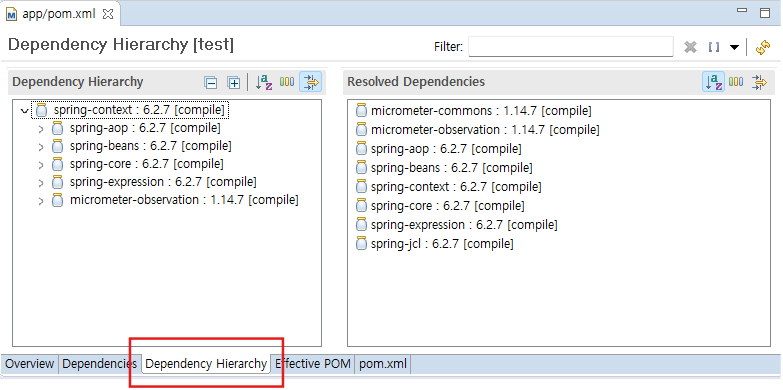 app/pom.xml
Dependency Hierarchy [test]
Filter:
Dependency Hierarchy
spring-context : 6.2.7 [compile]
spring-aop : 6.2.7 [compile]
spring-beans : 6.2.7 [compile]
spring-core : 6.2.7 [compile]
spring-expression : 6.2.7 [compile]
micrometer-observation : 1.14.7 [compile]
Resolved Dependencies
micrometer-commons : 1.14.7 [compile]
micrometer-observation : 1.14.7 [compile]
spring-aop : 6.2.7 [compile]
spring-beans : 6.2.7 [compile]
spring-context : 6.2.7 [compile]
spring-core : 6.2.7 [compile]
spring-expression : 6.2.7 [compile]
spring-jcl : 6.2.7 [compile]
Overview Dependencies Dependency Hierarchy Effective POM pom.xml